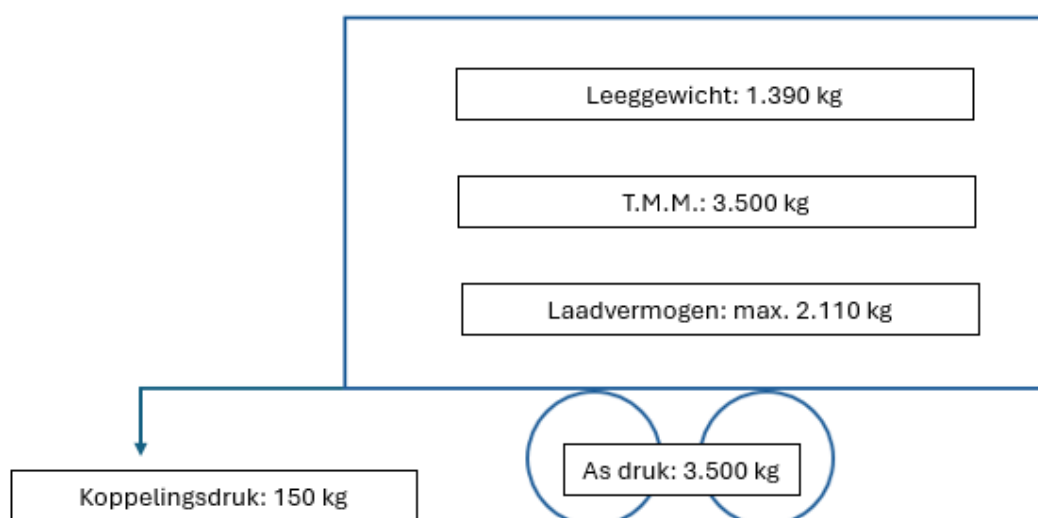 Leeggewicht: 1.390 kg
T.M.M.: 3.500 kg
Laadvermogen: max. 2.110 kg
As druk: 3.500 kg
Koppelingsdruk: 150 kg